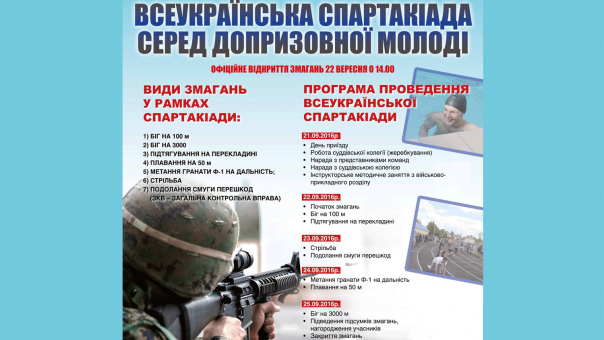 ВСЕУКРАЇНСЬКА СПАРТАКІАДА
СЕРЕД ДОПРИЗОВНОЇ МОЛОДІ
ОФІЦІЙНЕ ВІДКРИТТЯ ЗМАГАНЬ 22 ВЕРЕСНЯ О 14.00
ВИДИ ЗМАГАНЬ
У РАМКАХ
СПАРТАКІАДИ:
1) БІГ НА 100 м
2) БІГ НА 3000
3) ПІДТЯГУВАННЯ НА ПЕРЕКЛАДИНІ
4) ПЛАВАННЯ НА 50 м
5) МЕТАННЯ ГРАНАТИ Ф-1 НА ДАЛЬНІСТЬ;
6) СТРІЛЬБА
7) ПОДОЛАННЯ СМУГИ ПЕРЕШКОД
(ЗКВ – ЗАГАЛЬНА КОНТРОЛЬНА ВПРАВА)
ПРОГРАМА ПРОВЕДЕННЯ
ВСЕУКРАЇНСЬКОЇ
СПАРТАКІАДИ
21.09.2016р
• День приїзду
• Робота суддівської колегії (жеребкування)
• Нарада з представниками команд
• Нарада з суддівською колегією
• Інструкторське методичне заняття з військово-
прикладного розділу
22.09.2016р.
• Початок змагань
• Біг на 100 м
• Підтягування на перекладині
23.09.2016р.
• Стрільба
• Подолання смуги перешкод
24.09.2016р.
• Метання гранати Ф-1 на дальність
• Плавання на 50 м
25.09.2016р.
• Біг на 3000 м
• Підведення підсумків змагань,
нагородження учасників
• Закриття змагань